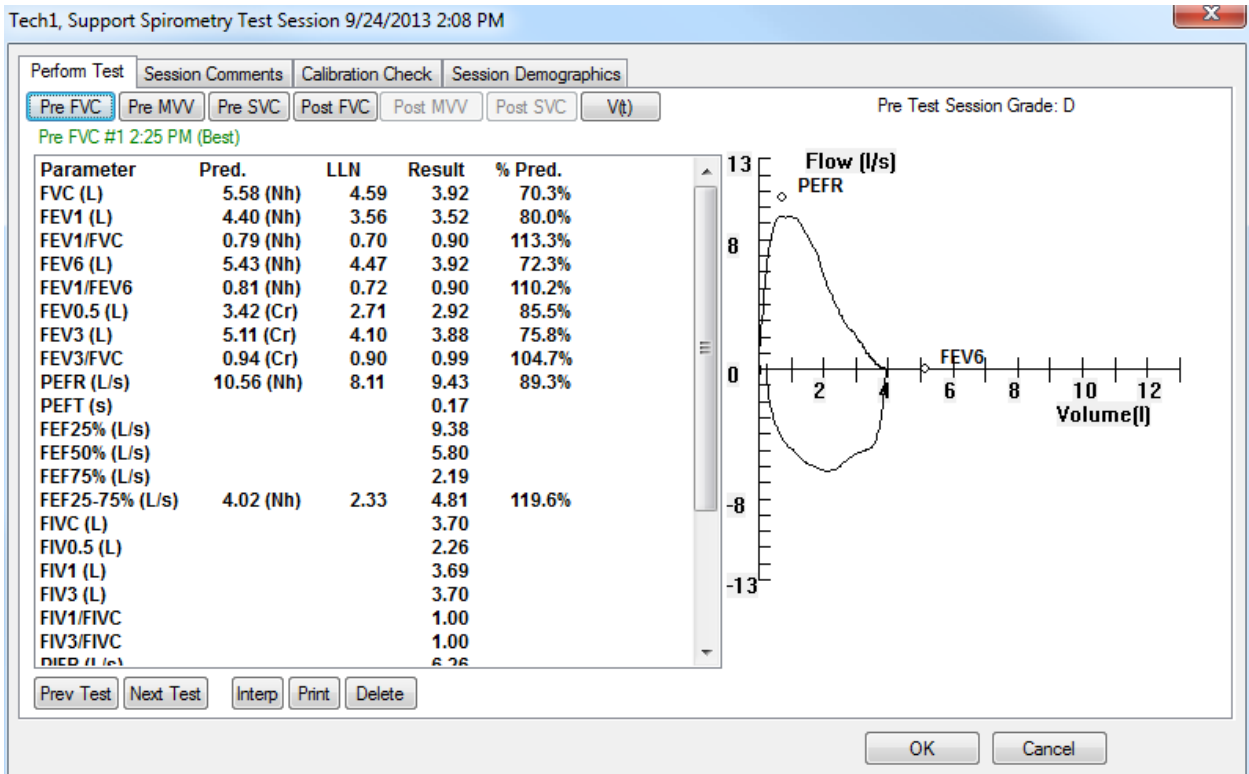 Tech1, Support Spirometry Test Session 9/24/2013 2:08 PM
Perform Test Session Comments Calibration Check Session Demographics
Pre FVC Pre MVV Pre SVC Post FVC Post MVV Post SVC V(t) Pre Test Session Grade: D
Pre FVC #1 2:25 PM (Best)
Parameter Pred. LLN Result % Pred.
FVC (L) 5.58 (Nh) 4.59 3.92 70.3%
FEV1 (L) 4.40 (Nh) 3.56 3.52 80.0%
FEV1/FVC 0.79 (Nh) 0.70 0.90 113.3%
FEV6 (L) 5.43 (Nh) 4.47 3.92 72.3%
FEV1/FEV6 0.81 (Nh) 0.72 0.90 110.2%
FEV0.5 (L) 3.42 (Cr) 2.71 2.92 85.5%
FEV3 (L) 5.11 (Cr) 4.10 3.88 75.8%
FEV3/FVC 0.94 (Cr) 0.90 0.99 104.7%
PEFR (L/s) 10.56 (Nh) 8.11 9.43 89.3%
PEFT (s) 0.17
FEF25% (L/s) 9.38
FEF50% (L/s) 5.80
FEF75% (L/s) 2.19
FEF25-75% (L/s) 4.02 (Nh) 2.33 4.81 119.6%
FIVC (L) 3.70
FIV0.5 (L) 2.26
FIV1 (L) 3.69
FIV3 (L) 3.70
FIV1/FIVC 1.00
FIV3/FIVC 1.00
PIFR (L/s) 6.26
13 Flow (l/s)
PEFR
8
FEV6
0 2 4 6 8 10 12
Volume(l)
-8
-13
Prev Test Next Test Interp Print Delete
OK Cancel